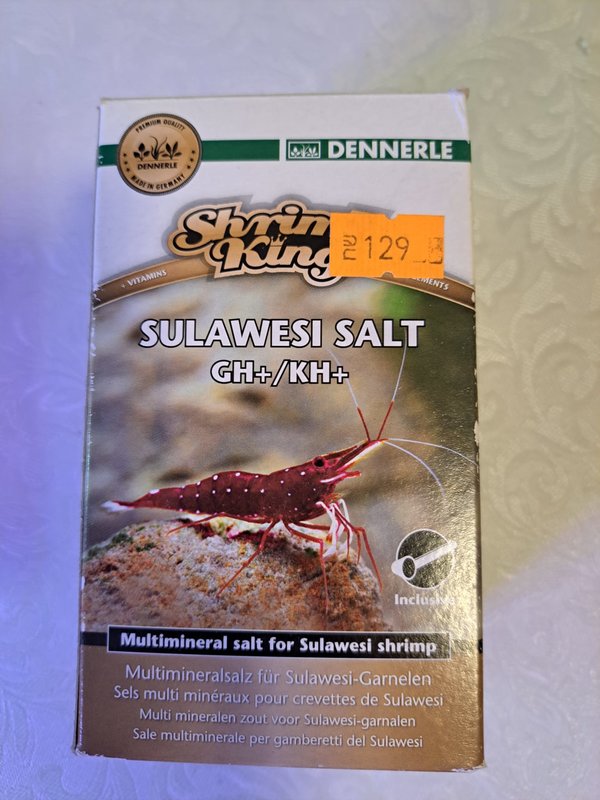 PREMIUM QUALITY
DENNERLE
MADE IN GERMANY
DENNERLE
Shrim
King
₪ 129
+ VITAMINS
SULAWESI SALT
GH+/KH+
Multimineral salt for Sulawesi shrimp
Multimineralsalz für Sulawesi-Garnelen
Sels multi minéraux pour crevettes de Sulawesi
Multi mineralen zout voor Sulawesi-garnalen
Sale multiminerale per gamberetti del Sulawesi